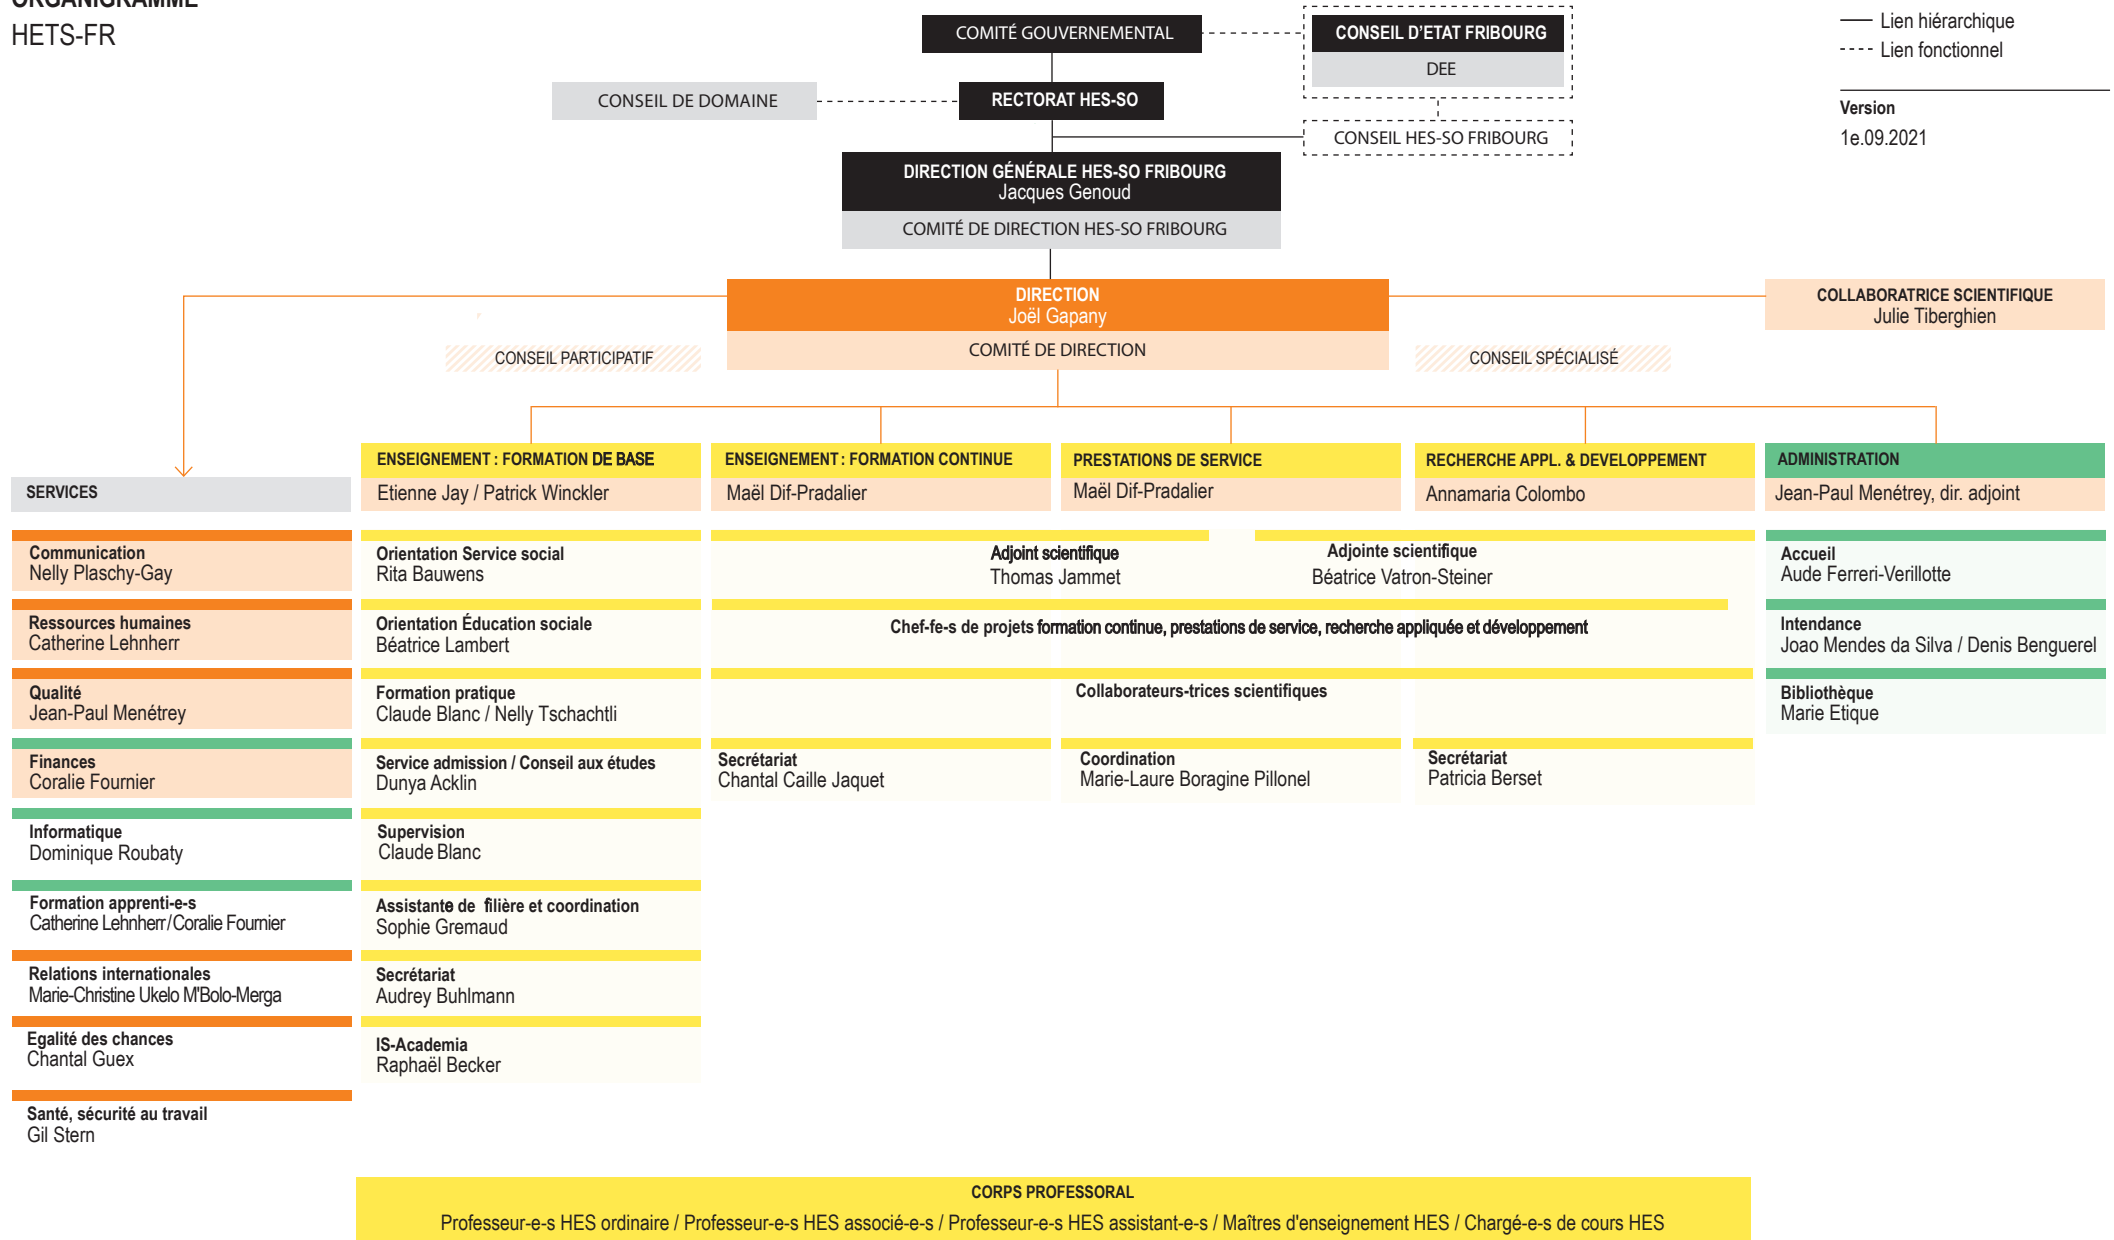 ORGANIGRAMME
HETS-FR
COMITÉ GOUVERNEMENTAL
CONSEIL D'ETAT FRIBOURG
DEE
Lien hiérarchique
Lien fonctionnel
Version
1e.09.2021
CONSEIL DE DOMAINE
RECTORAT HES-SO
CONSEIL HES-SO FRIBOURG
DIRECTION GÉNÉRALE HES-SO FRIBOURG
Jacques Genoud
COMITÉ DE DIRECTION HES-SO FRIBOURG
DIRECTION
Joël Gapany
COMITÉ DE DIRECTION
COLLABORATRICE SCIENTIFIQUE
Julie Tiberghien
CONSEIL PARTICIPATIF
CONSEIL SPÉCIALISÉ
SERVICES
Communication
Nelly Plaschy-Gay
Ressources humaines
Catherine Lehnherr
Qualité
Jean-Paul Menétrey
Finances
Coralie Fournier
Informatique
Dominique Roubaty
Formation apprenti-e-s
Catherine Lehnherr/Coralie Fournier
Relations internationales
Marie-Christine Ukelo M'Bolo-Merga
Egalité des chances
Chantal Guex
Santé, sécurité au travail
Gil Stern
ENSEIGNEMENT : FORMATION DE BASE
Etienne Jay / Patrick Winckler
Orientation Service social
Rita Bauwens
Orientation Éducation sociale
Béatrice Lambert
Formation pratique
Claude Blanc / Nelly Tschachtli
Service admission / Conseil aux études
Dunya Acklin
Supervision
Claude Blanc
Assistante de filière et coordination
Sophie Gremaud
Secrétariat
Audrey Buhlmann
IS-Academia
Raphaël Becker
ENSEIGNEMENT : FORMATION CONTINUE
Maël Dif-Pradalier
PRESTATIONS DE SERVICE
Maël Dif-Pradalier
RECHERCHE APPL. & DEVELOPPEMENT
Annamaria Colombo
Adjoint scientifique
Thomas Jammet
Adjointe scientifique
Béatrice Vatron-Steiner
Chef-fe-s de projets formation continue, prestations de service, recherche appliquée et développement
Collaborateurs-trices scientifiques
Secrétariat
Chantal Caille Jaquet
Coordination
Marie-Laure Boragine Pillonel
Secrétariat
Patricia Berset
ADMINISTRATION
Jean-Paul Menétrey, dir. adjoint
Accueil
Aude Ferreri-Verillotte
Intendance
Joao Mendes da Silva / Denis Benguerel
Bibliothèque
Marie Etique
CORPS PROFESSORAL
Professeur-e-s HES ordinaire / Professeur-e-s HES associé-e-s / Professeur-e-s HES assistant-e-s / Maîtres d'enseignement HES / Chargé-e-s de cours HES